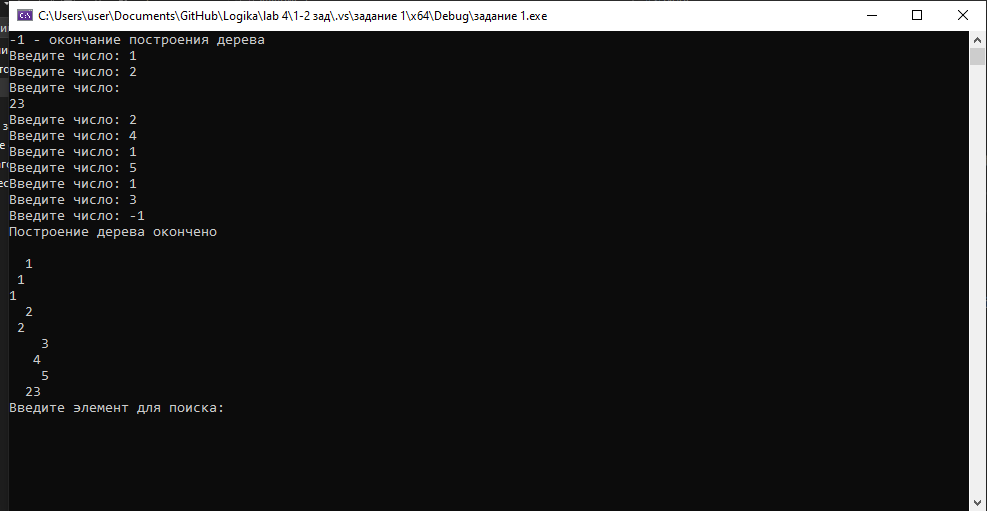 C:\Users\user\Documents\GitHub\Logika\lab 4\1-2 зад\.vs\задание 1\x64\Debug\задание 1.exe
-1 - окончание построения дерева
Введите число: 1
Введите число: 2
Введите число:
23
Введите число: 2
Введите число: 4
Введите число: 1
Введите число: 5
Введите число: 1
Введите число: 3
Введите число: -1
Построение дерева окончено
  1
 1
1
  2
 2
    3
   4
    5
  23
Введите элемент для поиска: